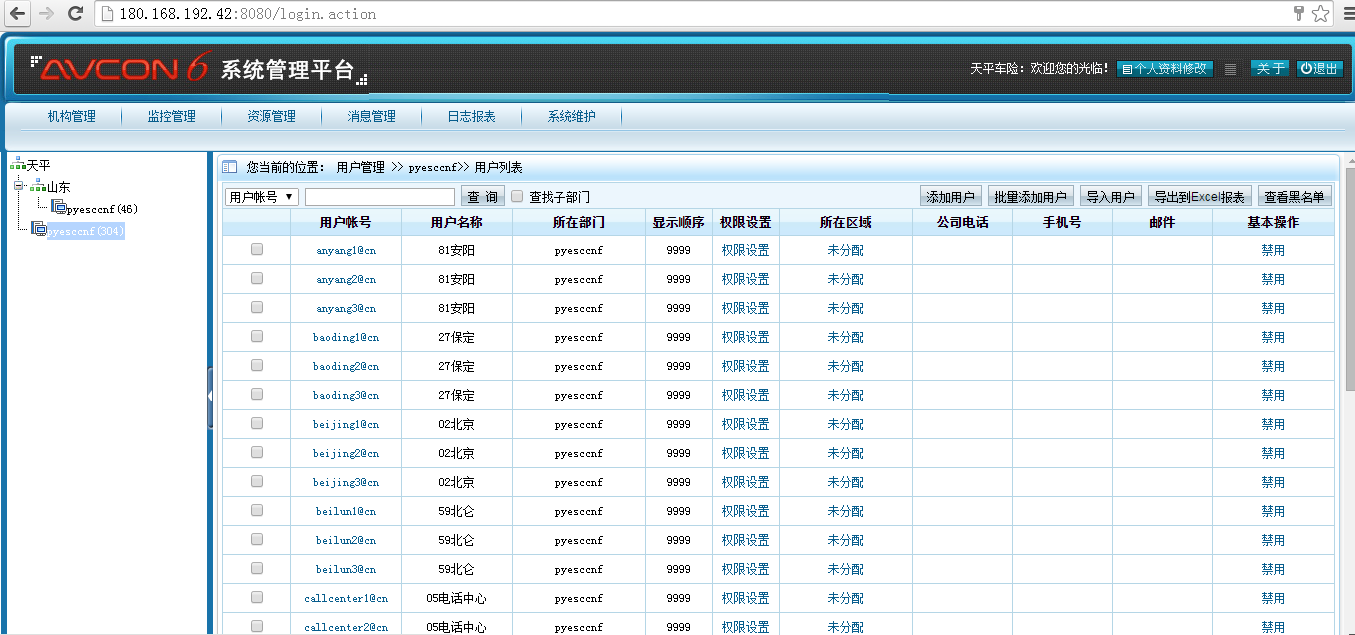 180.168.192.42:8080/login.action
AVCON 6 系统管理平台 天平车险: 欢迎您的光临! 个人资料修改 关于 退出
机构管理 监控管理 资源管理 消息管理 日志报表 系统维护
天平
山东
pyesccnf(46)
pyesccnf(304)
您当前的位置: 用户管理 >> pyesccnf>> 用户列表
用户帐号 查 询 查找子部门 添加用户 批量添加用户 导入用户 导出到Excel报表 查看黑名单
用户帐号 用户名称 所在部门 显示顺序 权限设置 所在区域 公司电话 手机号 邮件 基本操作
anyang1@cn 81安阳 pyesccnf 9999 权限设置 未分配 禁用
anyang2@cn 81安阳 pyesccnf 9999 权限设置 未分配 禁用
anyang3@cn 81安阳 pyesccnf 9999 权限设置 未分配 禁用
baoding1@cn 27保定 pyesccnf 9999 权限设置 未分配 禁用
baoding2@cn 27保定 pyesccnf 9999 权限设置 未分配 禁用
baoding3@cn 27保定 pyesccnf 9999 权限设置 未分配 禁用
beijing1@cn 02北京 pyesccnf 9999 权限设置 未分配 禁用
beijing2@cn 02北京 pyesccnf 9999 权限设置 未分配 禁用
beijing3@cn 02北京 pyesccnf 9999 权限设置 未分配 禁用
beilun1@cn 59北仑 pyesccnf 9999 权限设置 未分配 禁用
beilun2@cn 59北仑 pyesccnf 9999 权限设置 未分配 禁用
beilun3@cn 59北仑 pyesccnf 9999 权限设置 未分配 禁用
callcenter1@cn 05电话中心 pyesccnf 9999 权限设置 未分配 禁用
callcenter2@cn 05电话中心 pyesccnf 9999 权限设置 未分配 禁用